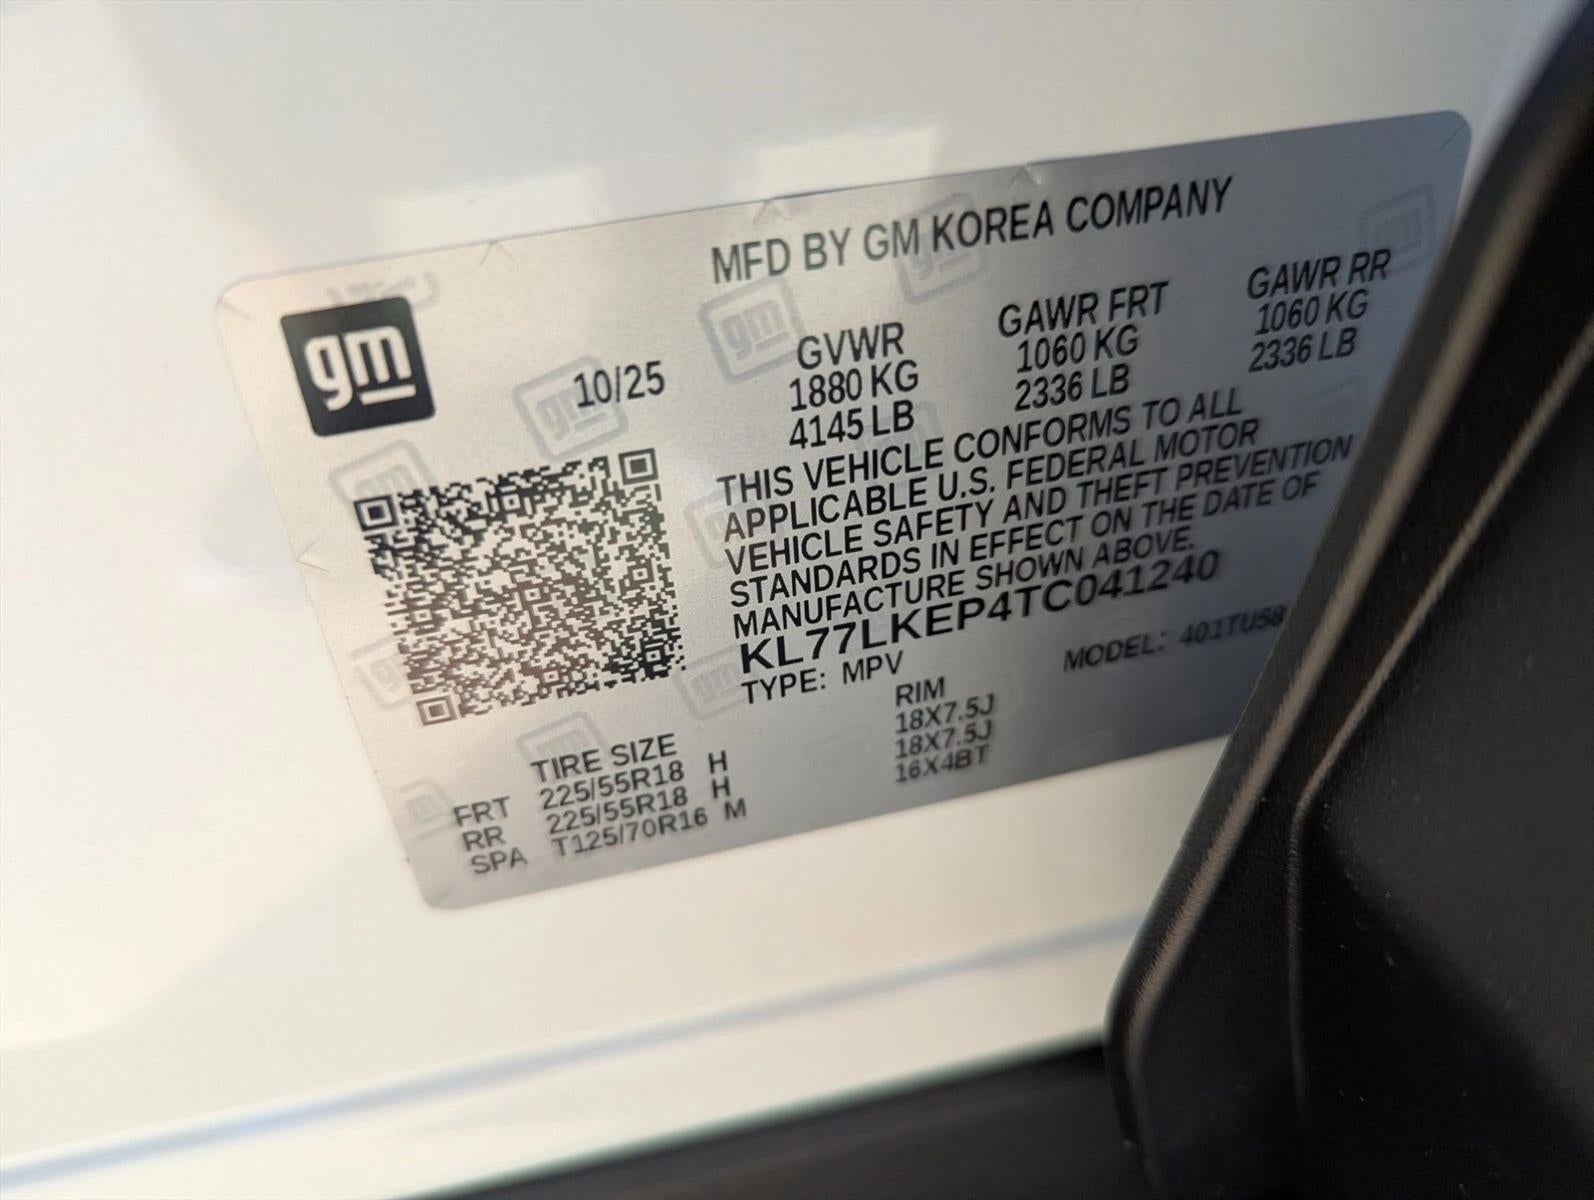 MFD BY GM KOREA COMPANY
gm
10/25
GVWR GAWR FRT GAWR RR
1880 KG 1060 KG 1060 KG
4145 LB 2336 LB 2336 LB
THIS VEHICLE CONFORMS TO ALL
APPLICABLE U.S. FEDERAL MOTOR
VEHICLE SAFETY AND THEFT PREVENTION
STANDARDS IN EFFECT ON THE DATE OF
MANUFACTURE SHOWN ABOVE.
KL77LKEP4TC041240
TYPE: MPV MODEL: 401TU58
TIRE SIZE RIM
FRT 225/55R18 H 18X7.5J
RR 225/55R18 H 18X7.5J
SPA T125/70R16 M 16X4BT